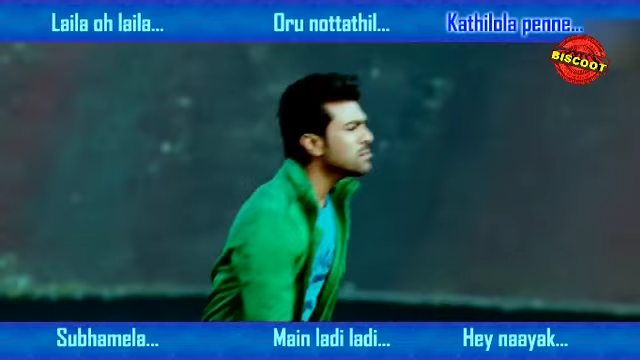 Laila oh laila...
Oru nottathil...
Kathilola penne...
BISCOOT
Subhamela...
Main ladi ladi...
Hey naayak...